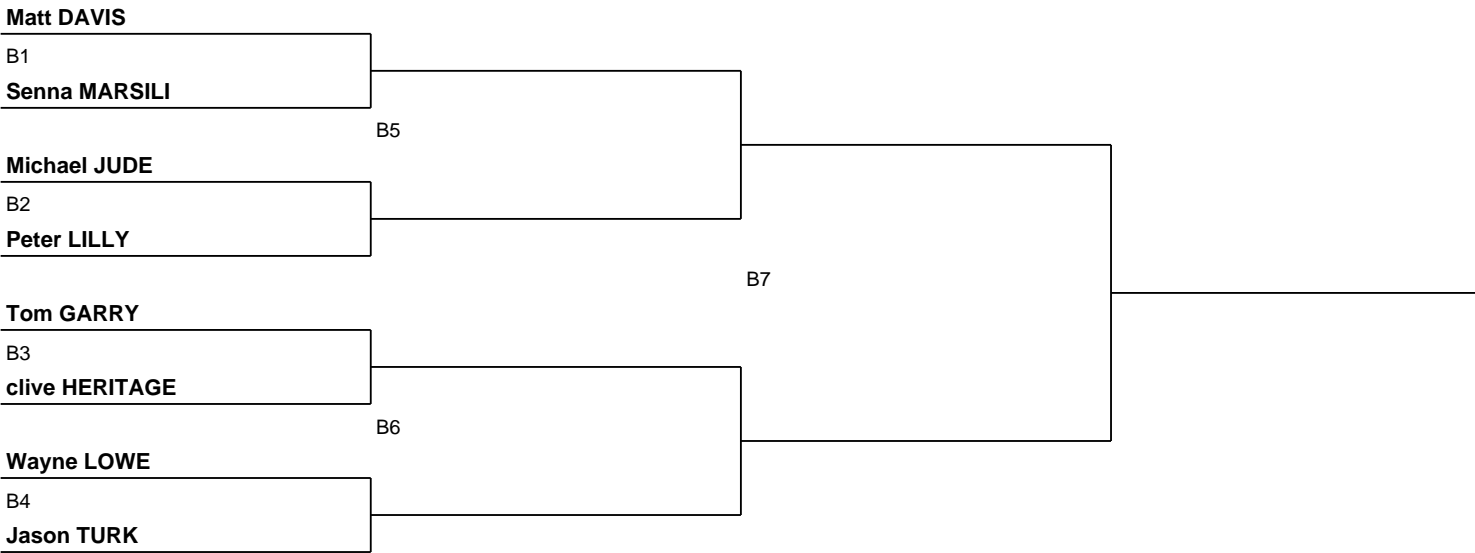 Matt DAVIS
B1
Senna MARSILI
B5
Michael JUDE
B2
Peter LILLY
B7
Tom GARRY
B3
clive HERITAGE
B6
Wayne LOWE
B4
Jason TURK